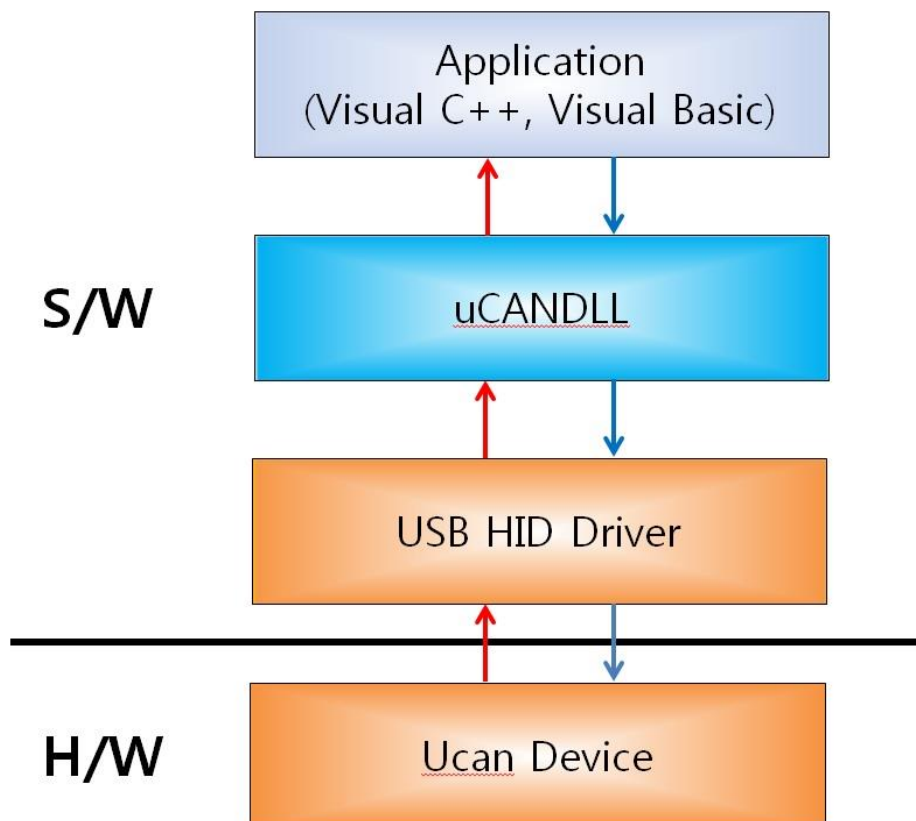 Application
(Visual C++, Visual Basic)
S/W
uCANDLL
USB HID Driver
H/W
Ucan Device